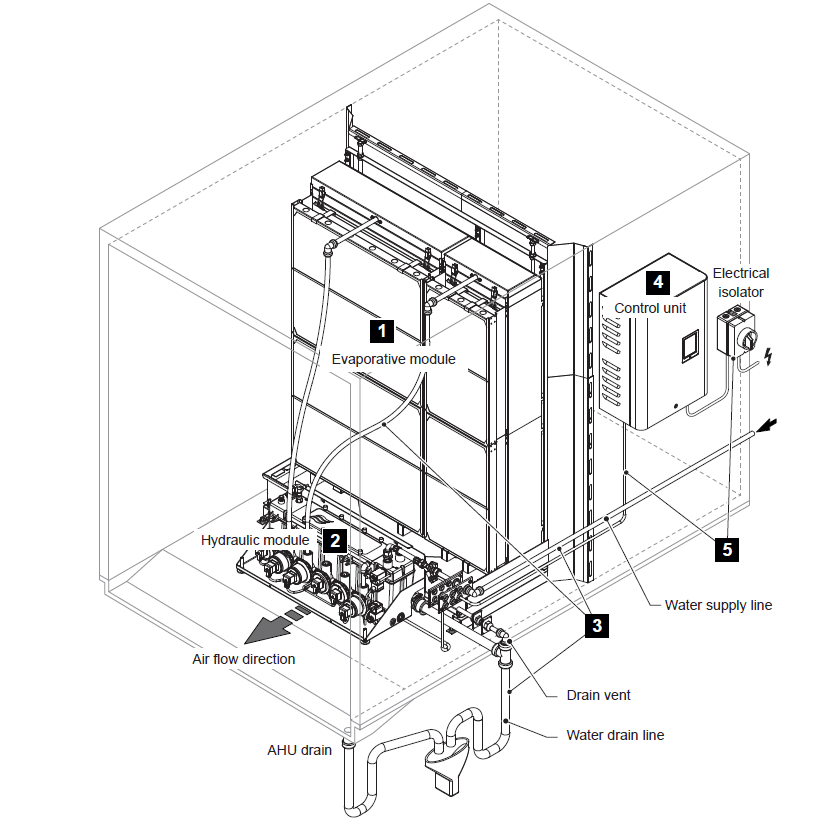 Electrical
isolator
4
Control unit
1
Evaporative module
Hydraulic module 2
5
Water supply line
3
Air flow direction
Drain vent
Water drain line
AHU drain